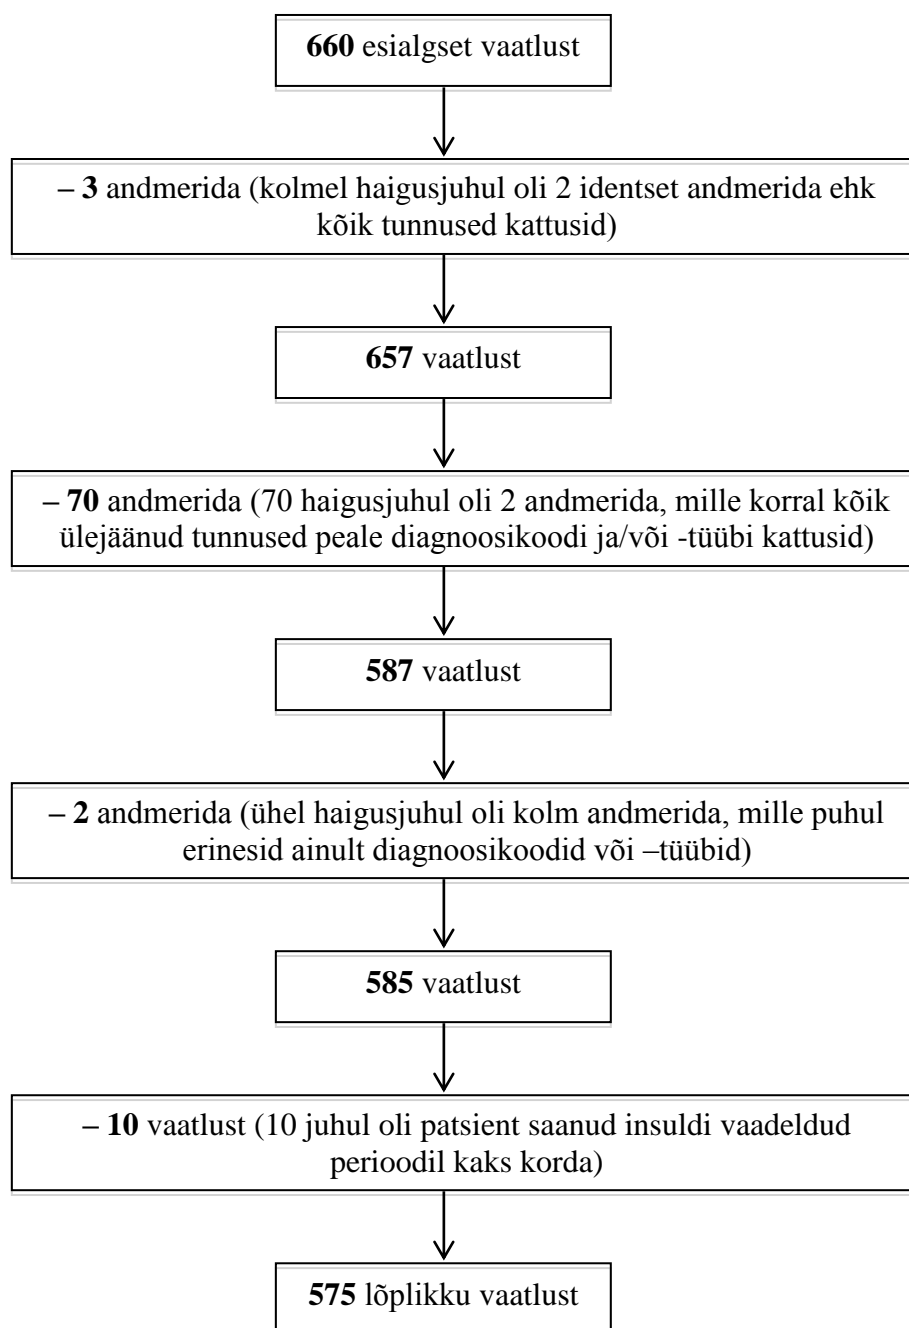 660 esialgset vaatlust
– 3 andmerida (kolmel haigusjuhul oli 2 identset andmerida ehk
kõik tunnused kattusid)
657 vaatlust
– 70 andmerida (70 haigusjuhul oli 2 andmerida, mille korral kõik
ülejäänud tunnused peale diagnoosikoodi ja/või -tüübi kattusid)
587 vaatlust
– 2 andmerida (ühel haigusjuhul oli kolm andmerida, mille puhul
erinesid ainult diagnoosikoodid või –tüübid)
585 vaatlust
– 10 vaatlust (10 juhul oli patsient saanud insuldi vaadeldud
perioodil kaks korda)
575 lõplikku vaatlust